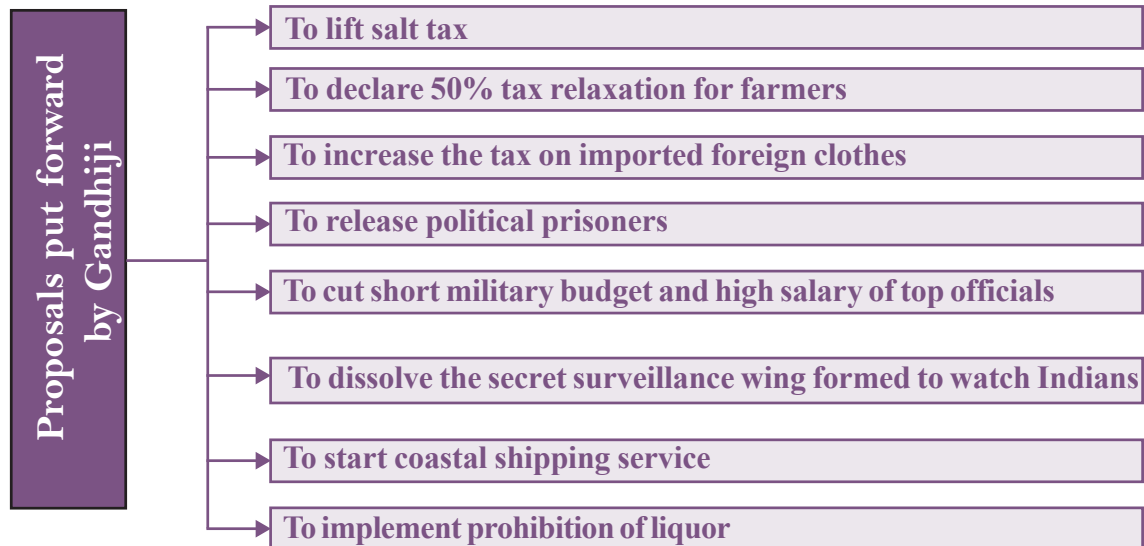 Proposals put forward
by Gandhiji
To lift salt tax
To declare 50% tax relaxation for farmers
To increase the tax on imported foreign clothes
To release political prisoners
To cut short military budget and high salary of top officials
To dissolve the secret surveillance wing formed to watch Indians
To start coastal shipping service
To implement prohibition of liquor